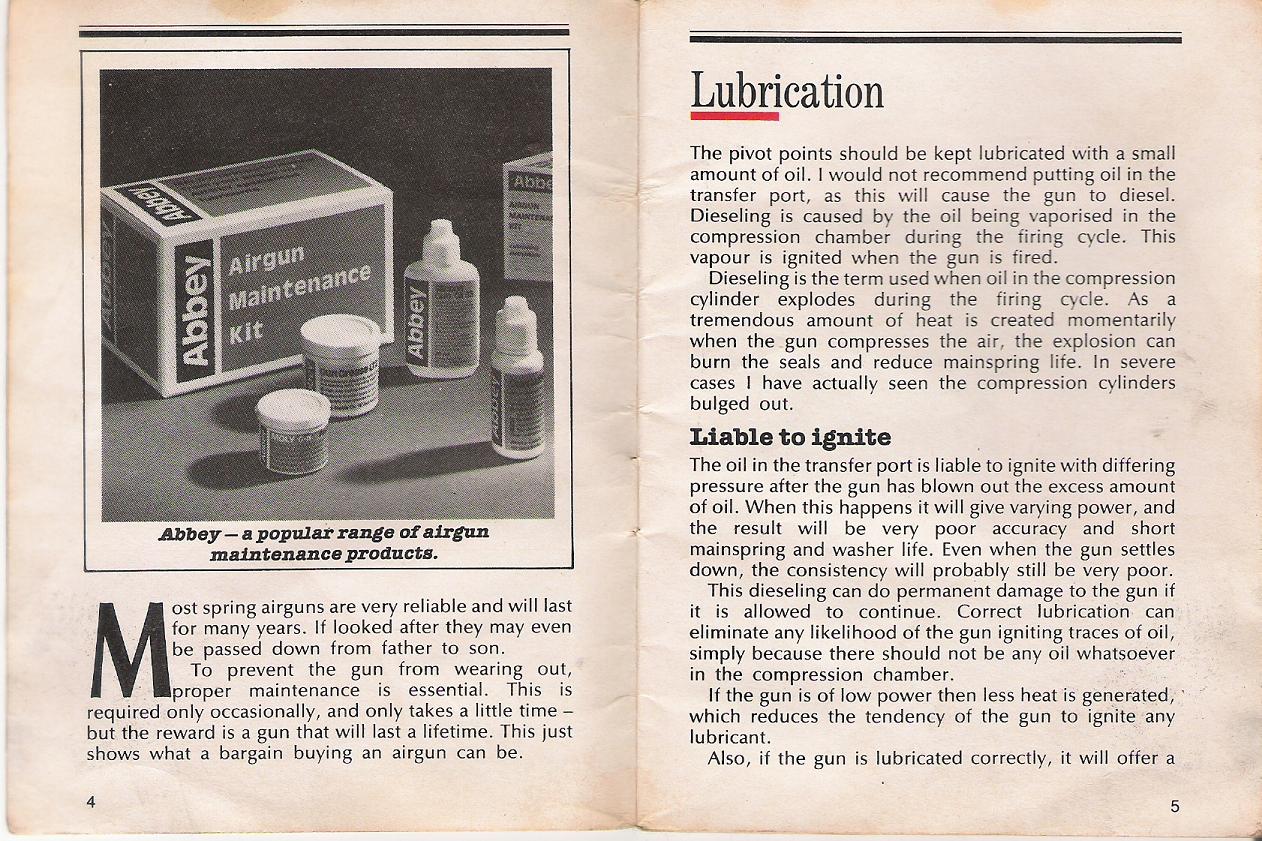 Abbey
Abbey
Abbey
Airgun
Maintenance
Kit
Abbey
Abbey
AIRGUN
KIT
Abbey – a popular range of airgun
maintenance products.
Most spring airguns are very reliable and will last
for many years. If looked after they may even
be passed down from father to son.
To prevent the gun from wearing out,
proper maintenance is essential. This is
required only occasionally, and only takes a little time –
but the reward is a gun that will last a lifetime. This just
shows what a bargain buying an airgun can be.
4
Lubrication
The pivot points should be kept lubricated with a small
amount of oil. I would not recommend putting oil in the
transfer port, as this will cause the gun to diesel.
Dieseling is caused by the oil being vaporised in the
compression chamber during the firing cycle. This
vapour is ignited when the gun is fired.
Dieseling is the term used when oil in the compression
cylinder explodes during the firing cycle. As a
tremendous amount of heat is created momentarily
when the gun compresses the air, the explosion can
burn the seals and reduce mainspring life. In severe
cases I have actually seen the compression cylinders
bulged out.
Liable to ignite
The oil in the transfer port is liable to ignite with differing
pressure after the gun has blown out the excess amount
of oil. When this happens it will give varying power, and
the result will be very poor accuracy and short
mainspring and washer life. Even when the gun settles
down, the consistency will probably still be very poor.
This dieseling can do permanent damage to the gun if
it is allowed to continue. Correct lubrication can
eliminate any likelihood of the gun igniting traces of oil,
simply because there should not be any oil whatsoever
in the compression chamber.
If the gun is of low power then less heat is generated,
which reduces the tendency of the gun to ignite any
lubricant.
Also, if the gun is lubricated correctly, it will offer a
5